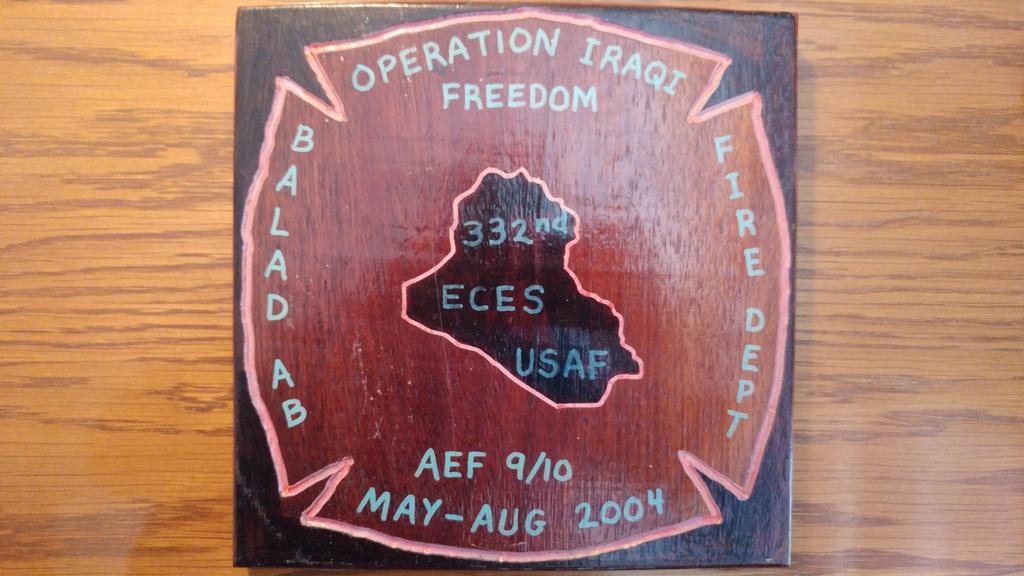 OPERATION IRAQI
FREEDOM
BALAD AB
FIRE DEPT
332nd
ECES
USAF
AEF 9/10
MAY-AUG 2004